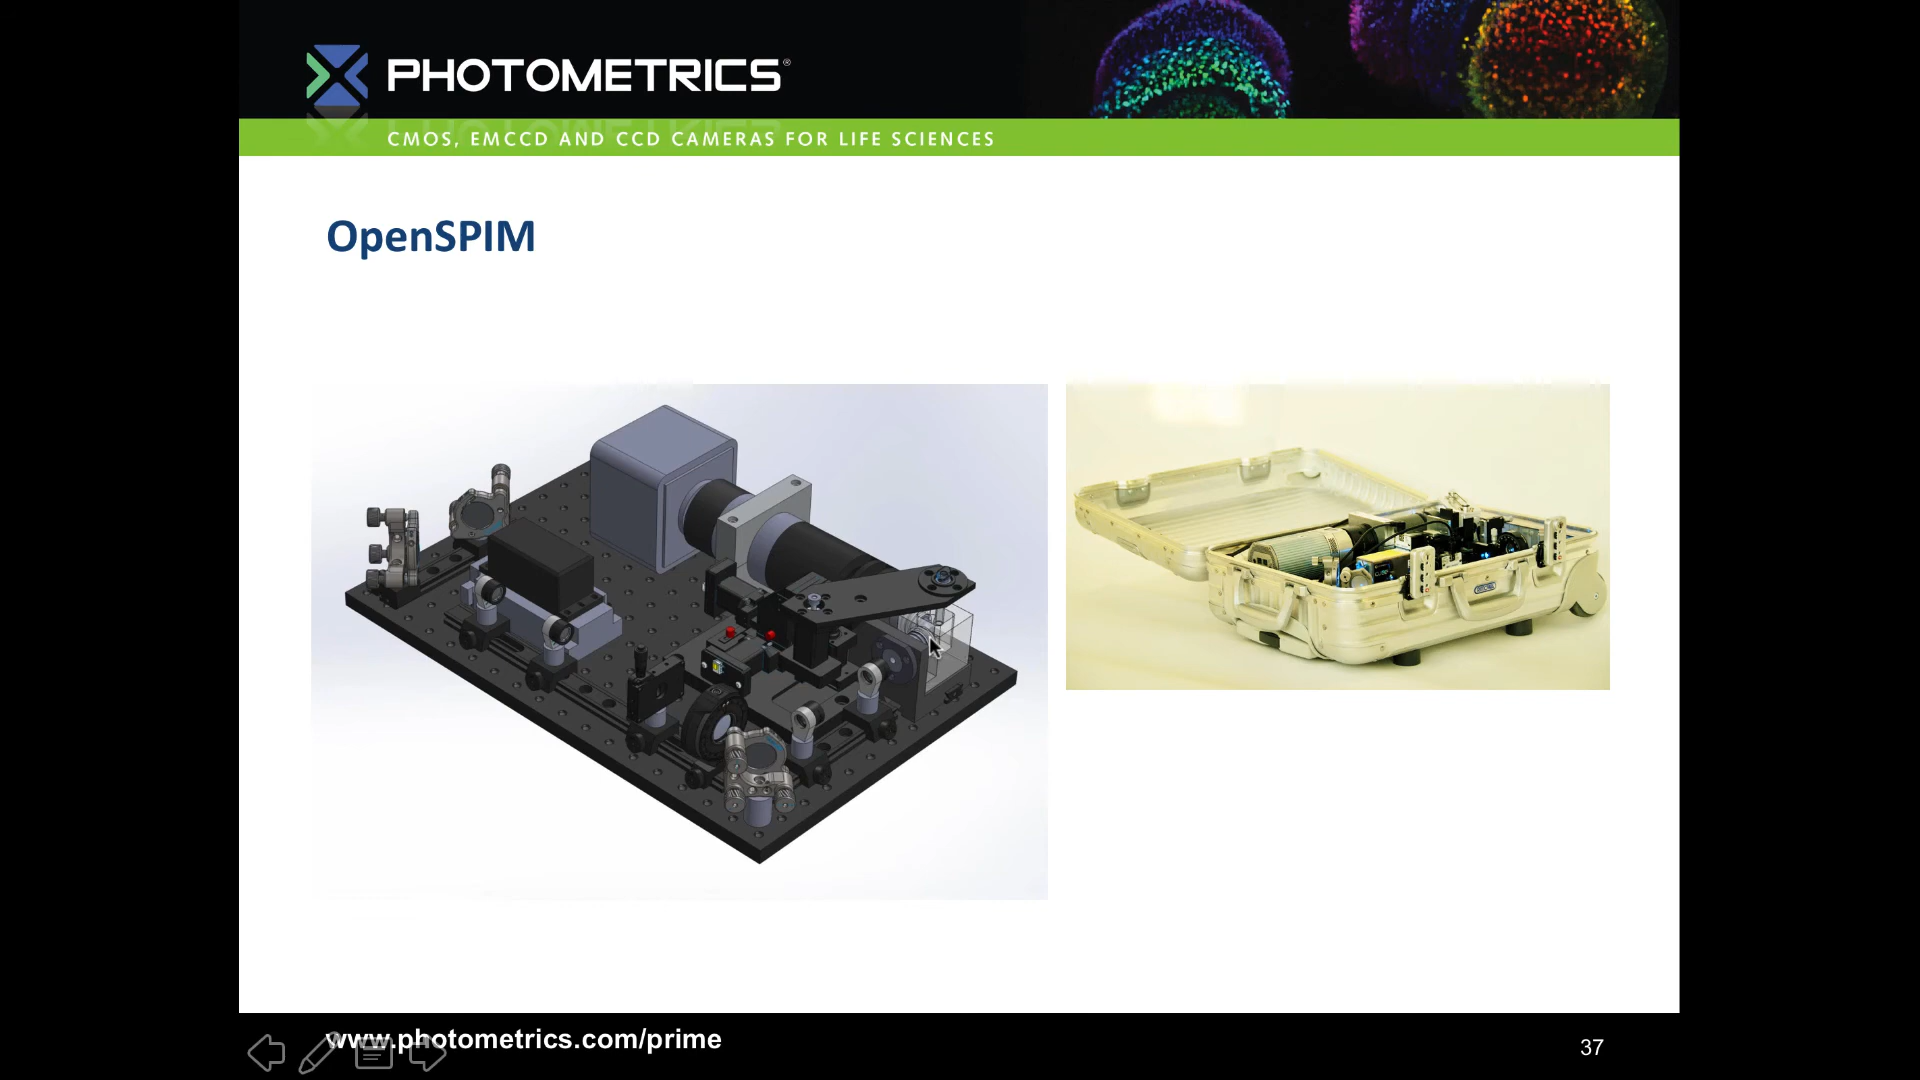 PHOTOMETRICS®
CMOS, EMCCD AND CCD CAMERAS FOR LIFE SCIENCES
OpenSPIM
www.photometrics.com/prime
37